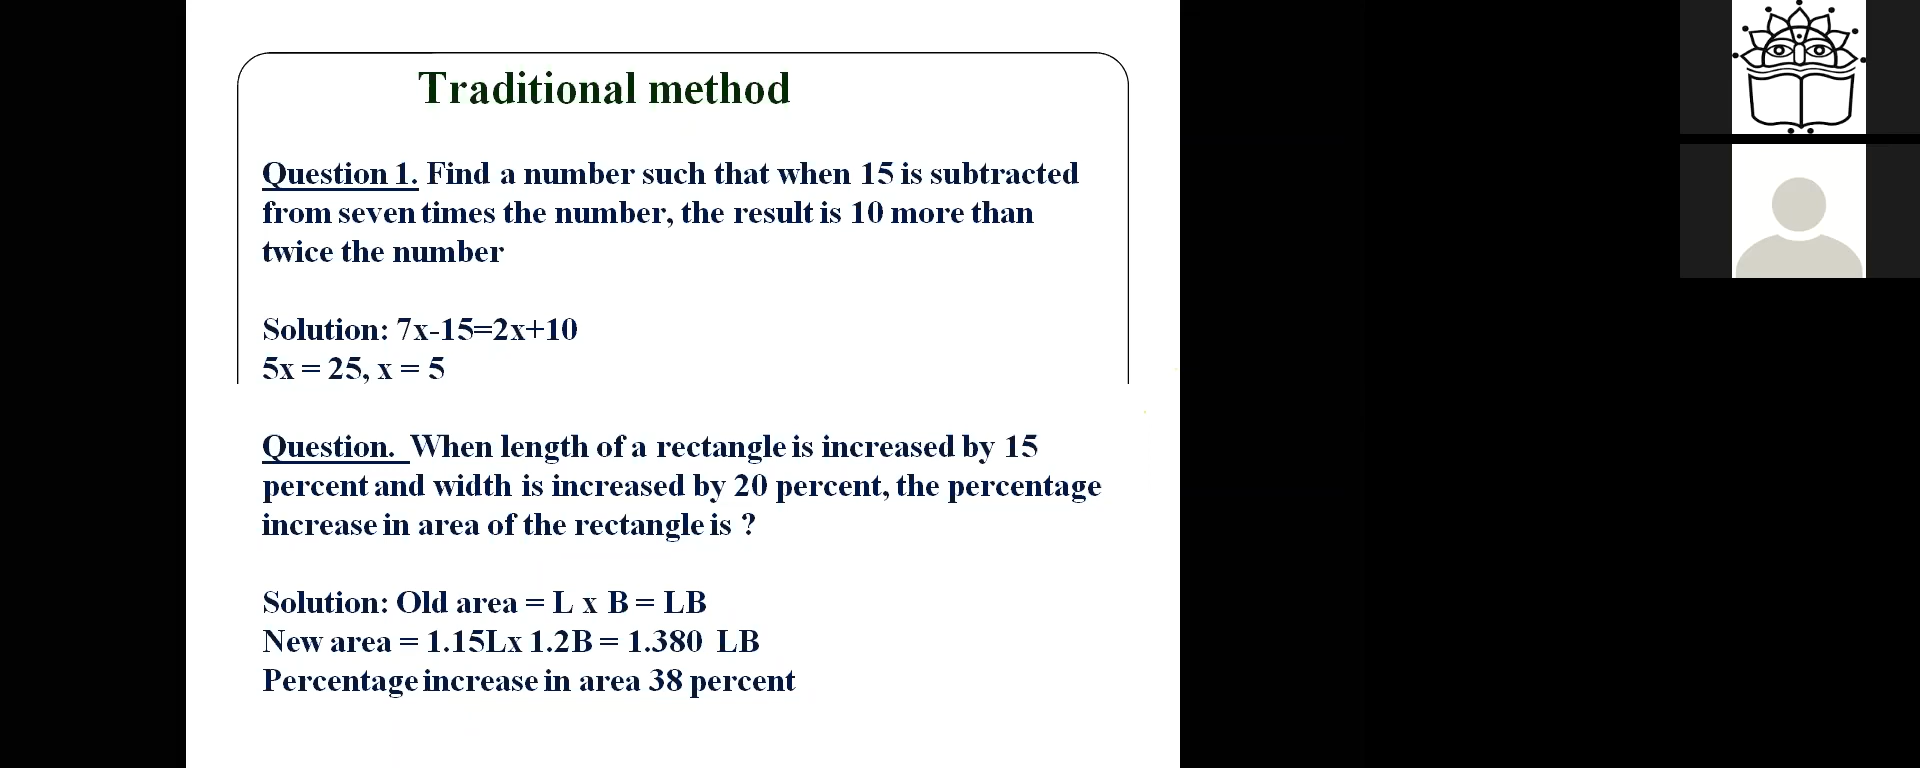 Traditional method
Question 1. Find a number such that when 15 is subtracted
from seven times the number, the result is 10 more than
twice the number
Solution: 7x-15=2x+10
5x = 25, x = 5
Question. When length of a rectangle is increased by 15
percent and width is increased by 20 percent, the percentage
increase in area of the rectangle is ?
Solution: Old area = L x B = LB
New area = 1.15Lx 1.2B = 1.380 LB
Percentage increase in area 38 percent